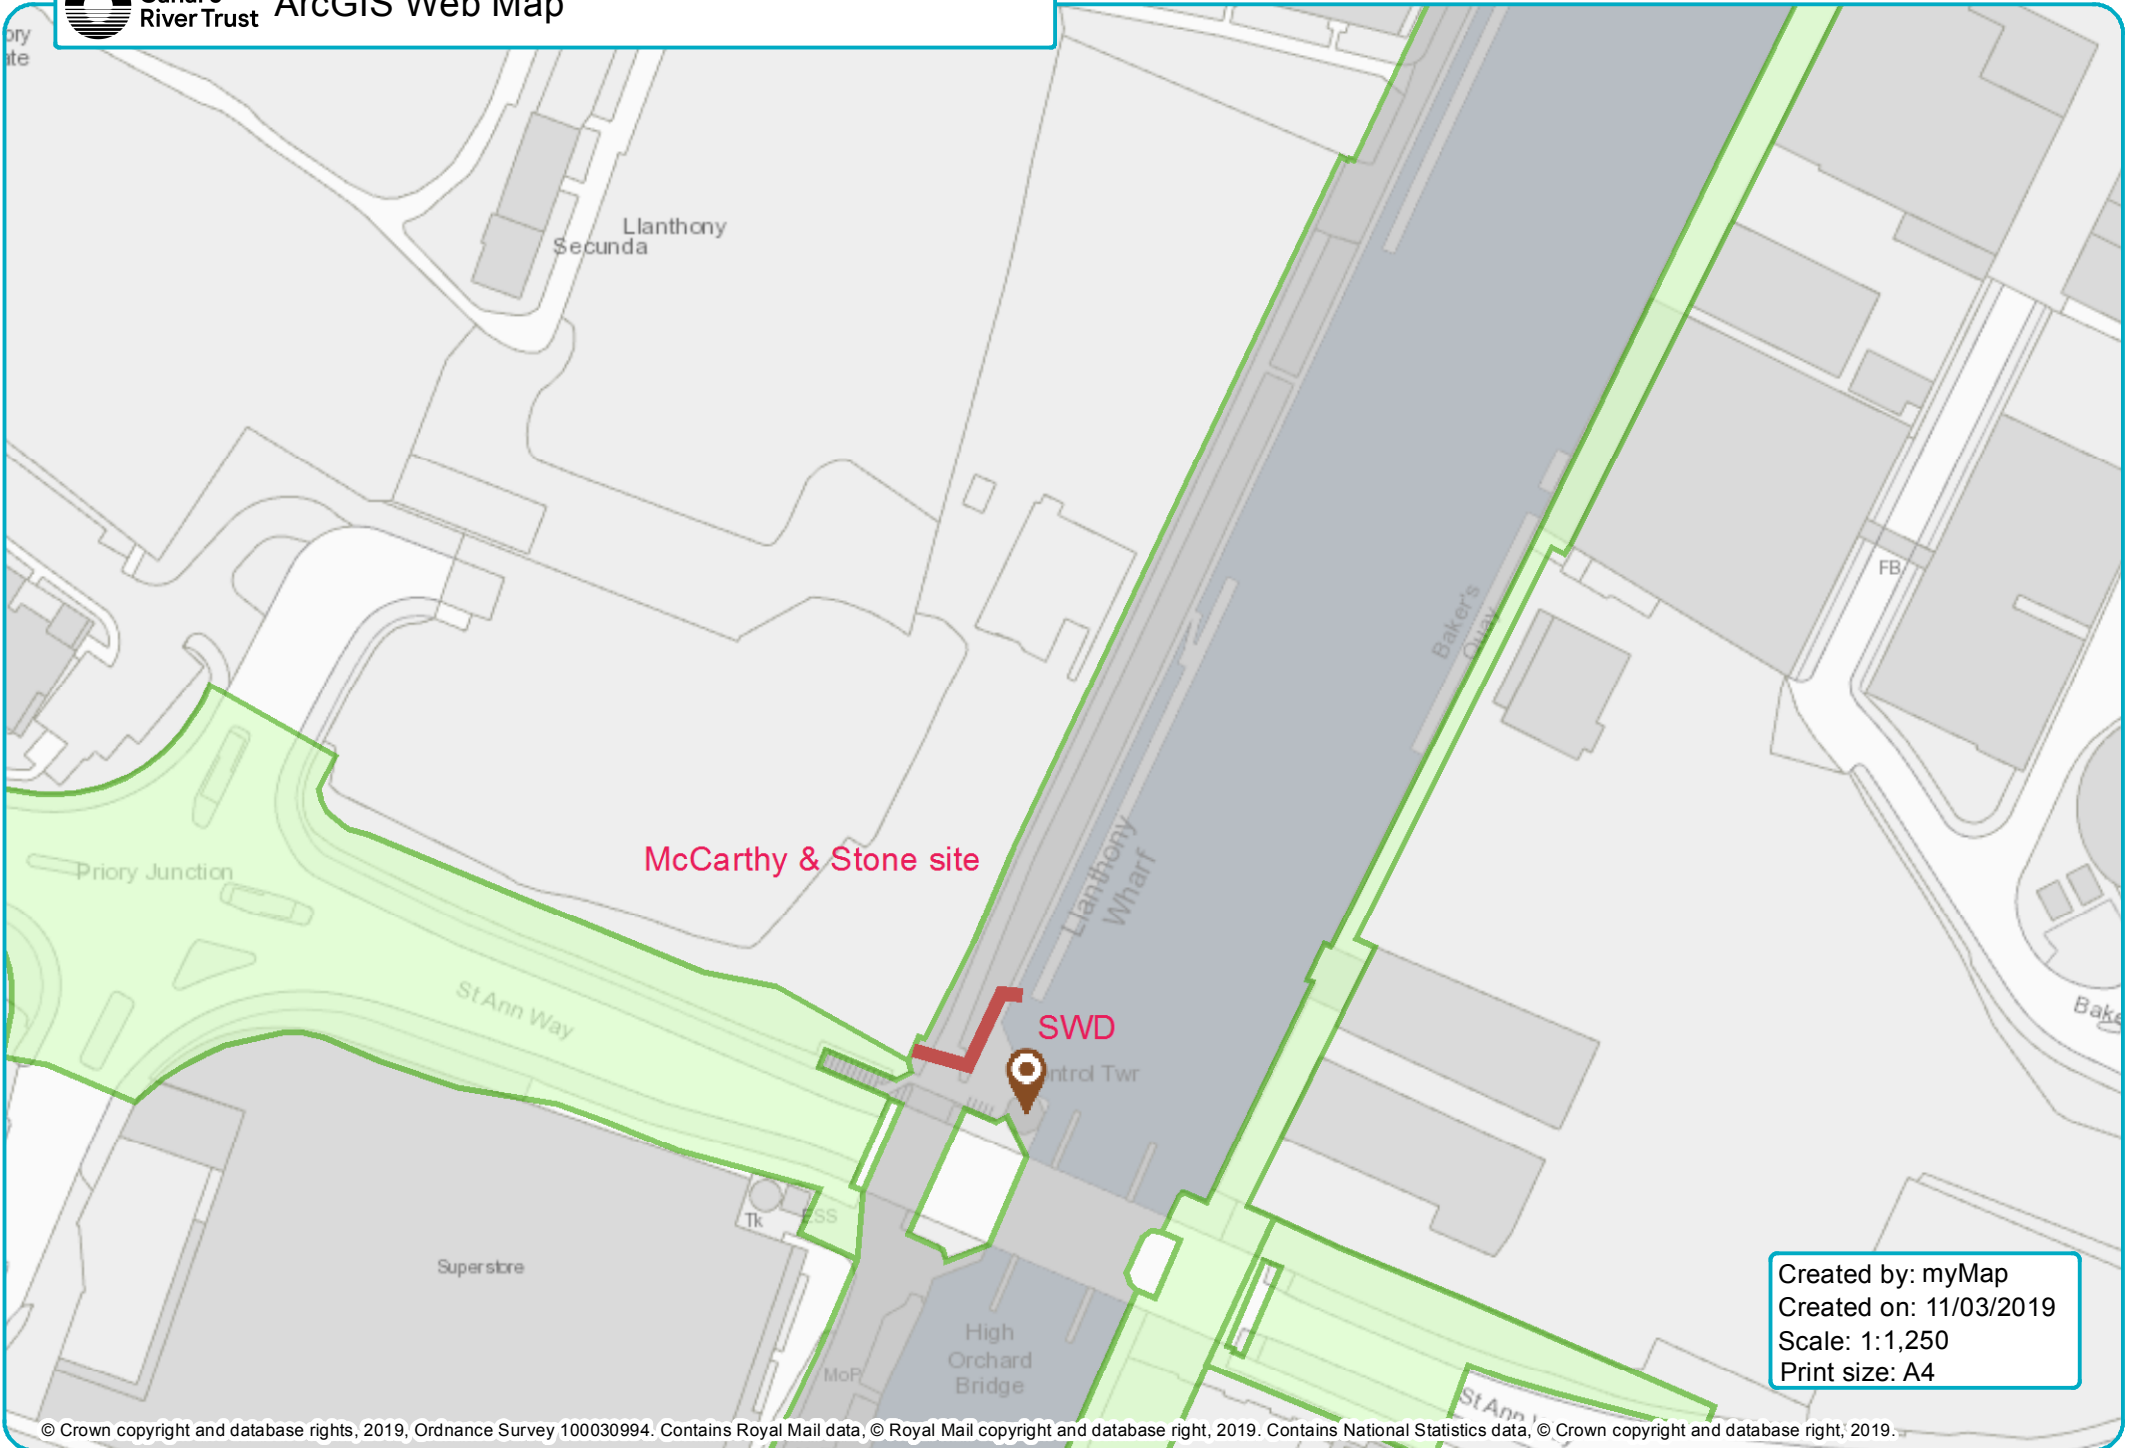 River Trust
ArcGIS Web Map
Llanthony
Secunda
FB
Baker's
Quay
McCarthy & Stone site
Priory Junction
Llanthony
Wharf
St Ann Way
SWD
ntrol Twr
Tk
ESS
Superstore
High
Orchard
Bridge
MoP
Bake
St Ann
Created by: myMap
Created on: 11/03/2019
Scale: 1:1,250
Print size: A4
© Crown copyright and database rights, 2019, Ordnance Survey 100030994. Contains Royal Mail data, © Royal Mail copyright and database right, 2019. Contains National Statistics data, © Crown copyright and database right, 2019.